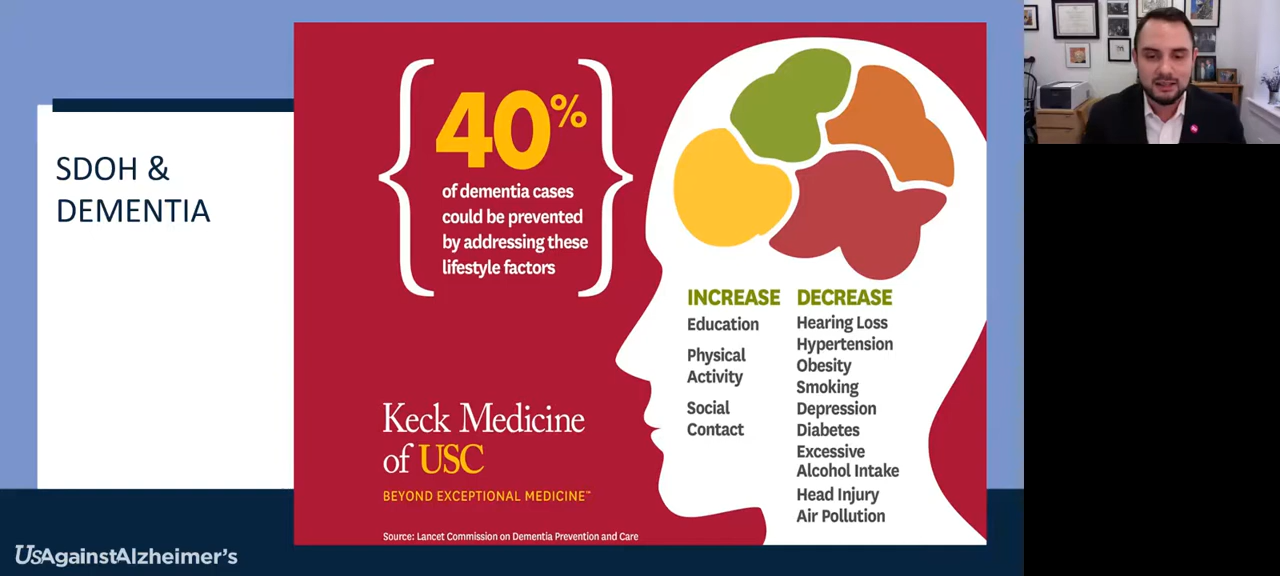 SDOH &
DEMENTIA
40%
of dementia cases
could be prevented
by addressing these
lifestyle factors
INCREASE
Education
Physical
Activity
Social
Contact
DECREASE
Hearing Loss
Hypertension
Obesity
Smoking
Depression
Diabetes
Excessive
Alcohol Intake
Head Injury
Air Pollution
Keck Medicine
of USC
BEYOND EXCEPTIONAL MEDICINE™
Source: Lancet Commission on Dementia Prevention and Care
UsAgainstAlzheimer's